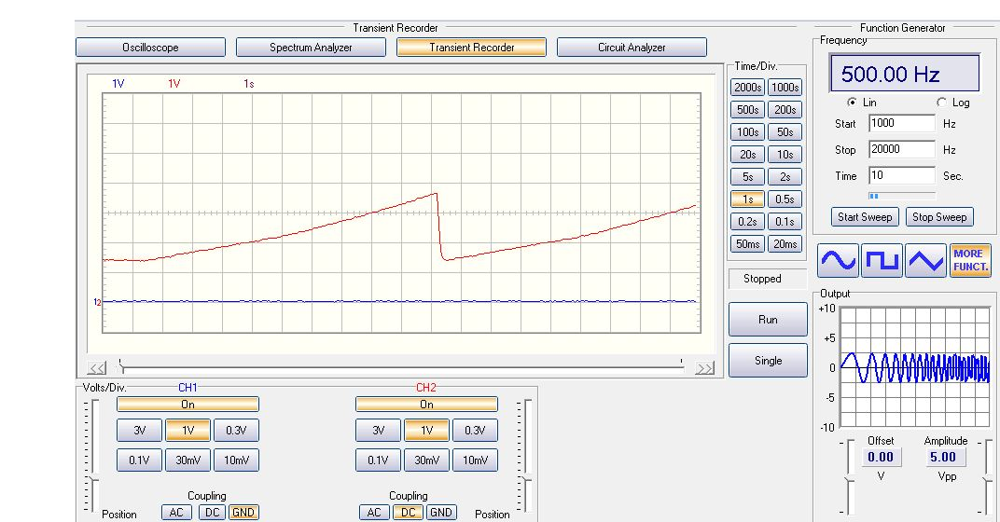 Transient Recorder
Function Generator
Oscilloscope Spectrum Analyzer Transient Recorder Circuit Analyzer
1V 1V 1s
12
Time/Div.
2000s 1000s
500s 200s
100s 50s
20s 10s
5s 2s
1s 0.5s
0.2s 0.1s
50ms 20ms
Stopped
Run
Single
<< >>
Frequency
500.00 Hz
Lin Log
Start 1000 Hz
Stop 20000 Hz
Time 10 Sec.
Start Sweep Stop Sweep
MORE
FUNCT.
Output
+10
+5
0
-5
-10
Offset Amplitude
0.00 5.00
V Vpp
Volts/Div. CH1 CH2
On On
3V 1V 0.3V 3V 1V 0.3V
0.1V 30mV 10mV 0.1V 30mV 10mV
Coupling Coupling
Position AC DC GND AC DC GND Position